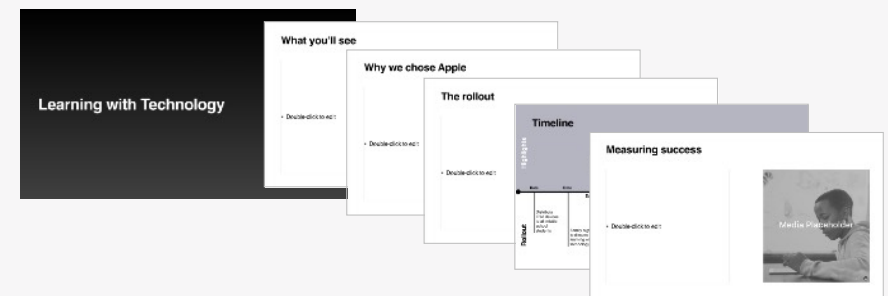 Learning with Technology
What you'll see
• Double-click to edit
Why we chose Apple
• Double-click to edit
The rollout
• Double-click to edit
Timeline
Highlights
Rollout
Measuring success
• Double-click to edit
Media Placeholder